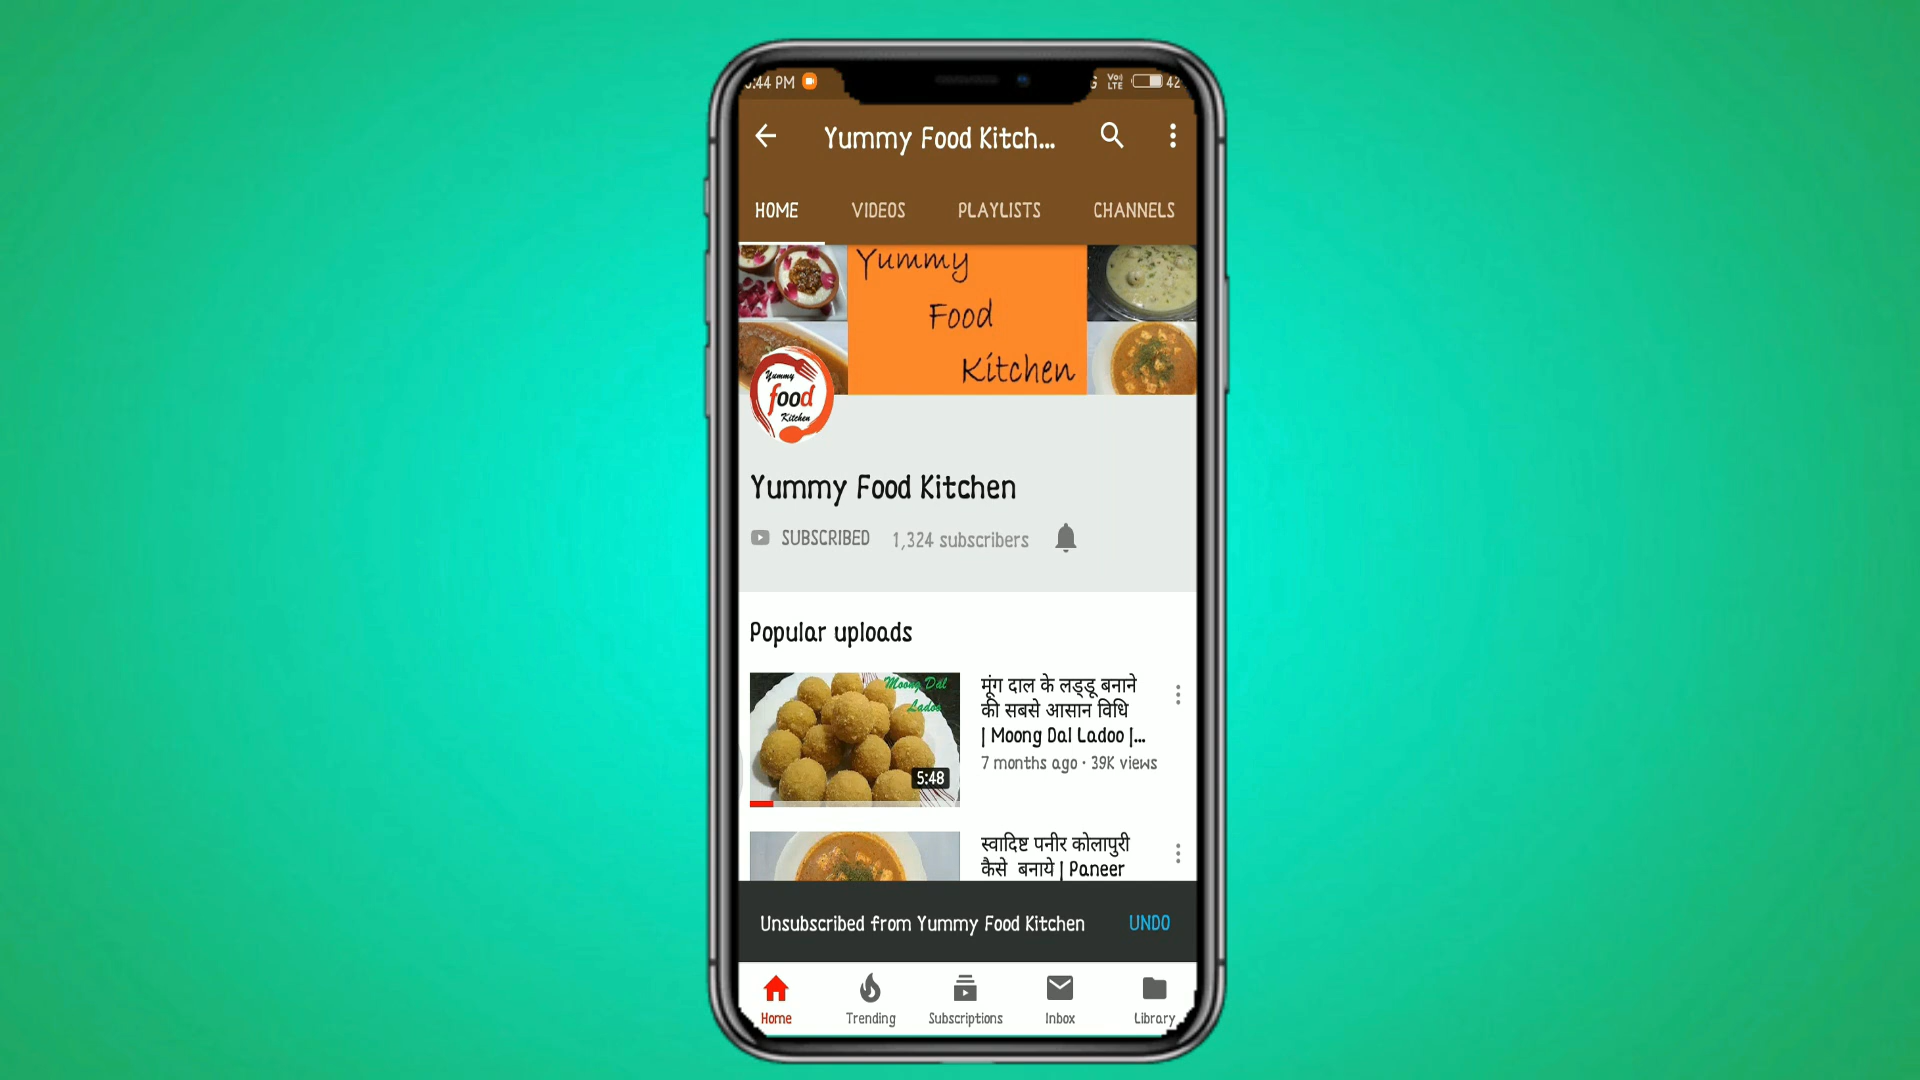 :44 PM
Vo)
LTE
42
Yummy Food Kitch...
HOME
VIDEOS
PLAYLISTS
CHANNELS
Yummy
Food
Kitchen
Yummy
food
Kitchen
Yummy Food Kitchen
SUBSCRIBED
1,324 subscribers
Popular uploads
Moong Dal
Ladoo
5:48
मूंग दाल के लड्डू बनाने
की सबसे आसान विधि
| Moong Dal Ladoo |...
7 months ago · 39K views
स्वादिष्ट पनीर कोलापुरी
कैसे बनाये | Paneer
Unsubscribed from Yummy Food Kitchen
UNDO
Home
Trending
Subscriptions
Inbox
Library